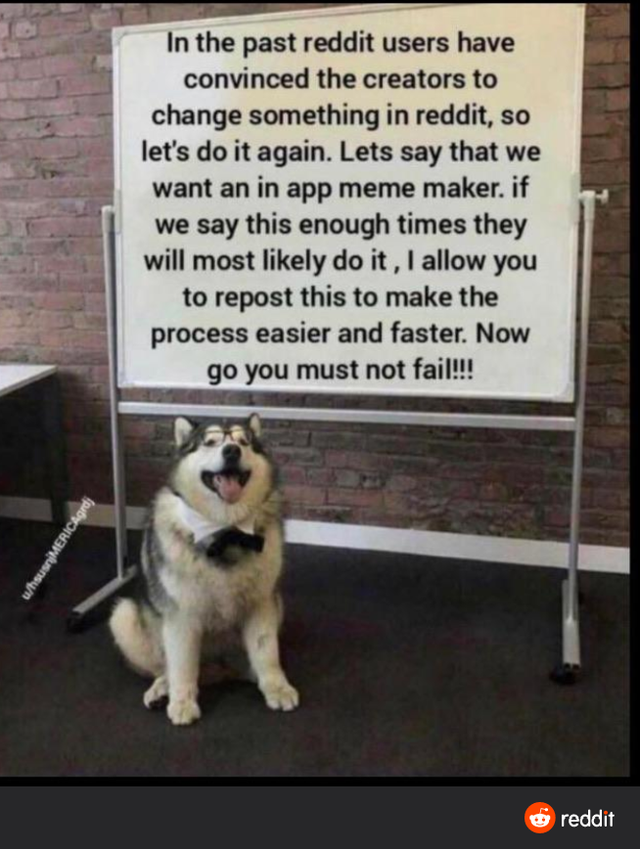 In the past reddit users have
convinced the creators to
change something in reddit, so
let's do it again. Lets say that we
want an in app meme maker. if
we say this enough times they
will most likely do it , I allow you
to repost this to make the
process easier and faster. Now
go you must not fail!!!
reddit